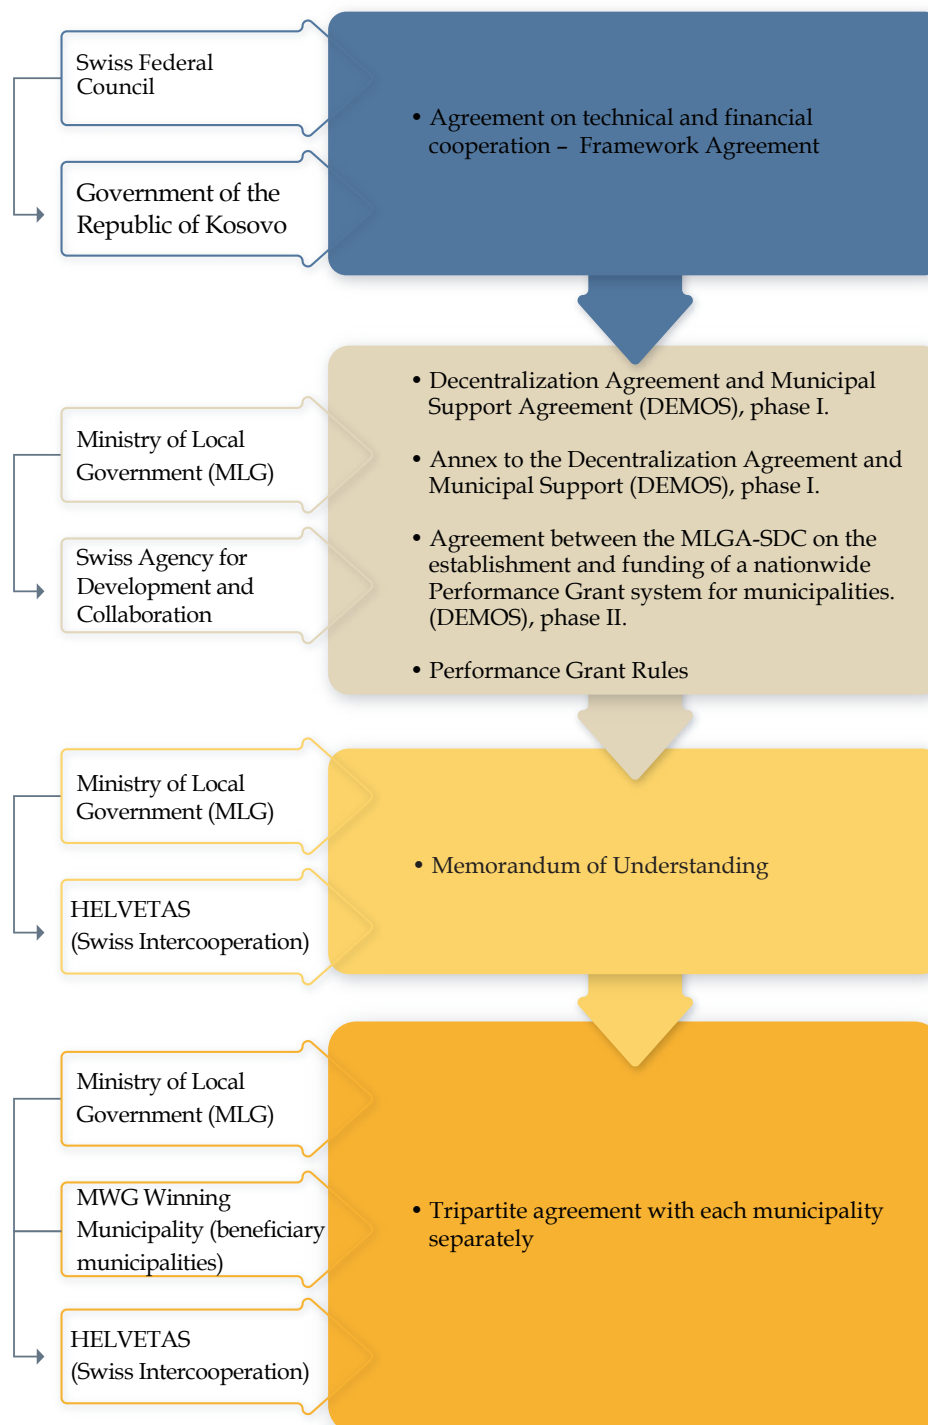 Swiss Federal
Council
Government of the
Republic of Kosovo
• Agreement on technical and financial
cooperation – Framework Agreement
Ministry of Local
Government (MLG)
Swiss Agency for
Development and
Collaboration
• Decentralization Agreement and Municipal
Support Agreement (DEMOS), phase I.
• Annex to the Decentralization Agreement and
Municipal Support (DEMOS), phase I.
• Agreement between the MLGA-SDC on the
establishment and funding of a nationwide
Performance Grant system for municipalities.
(DEMOS), phase II.
• Performance Grant Rules
Ministry of Local
Government (MLG)
HELVETAS
(Swiss Intercooperation)
• Memorandum of Understanding
Ministry of Local
Government (MLG)
MWG Winning
Municipality (beneficiary
municipalities)
HELVETAS
(Swiss Intercooperation)
• Tripartite agreement with each municipality
separately